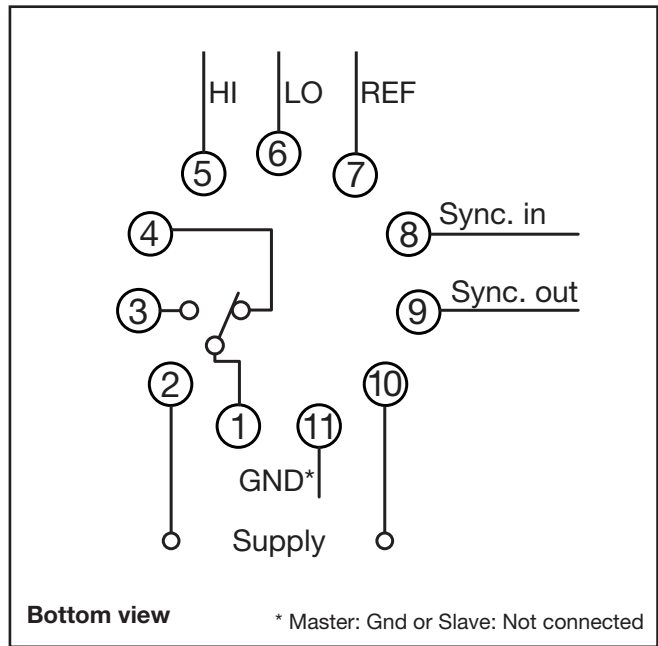 HI LO REF
5 6 7
4 8 Sync. in
3 9 Sync. out
2 10
1 11
GND*
Supply
Bottom view * Master: Gnd or Slave: Not connected